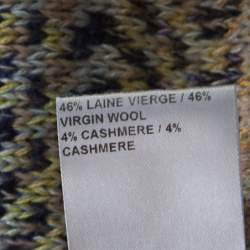 46% LAINE VIERGE / 46%
VIRGIN WOOL
4% CASHMERE / 4%
CASHMERE